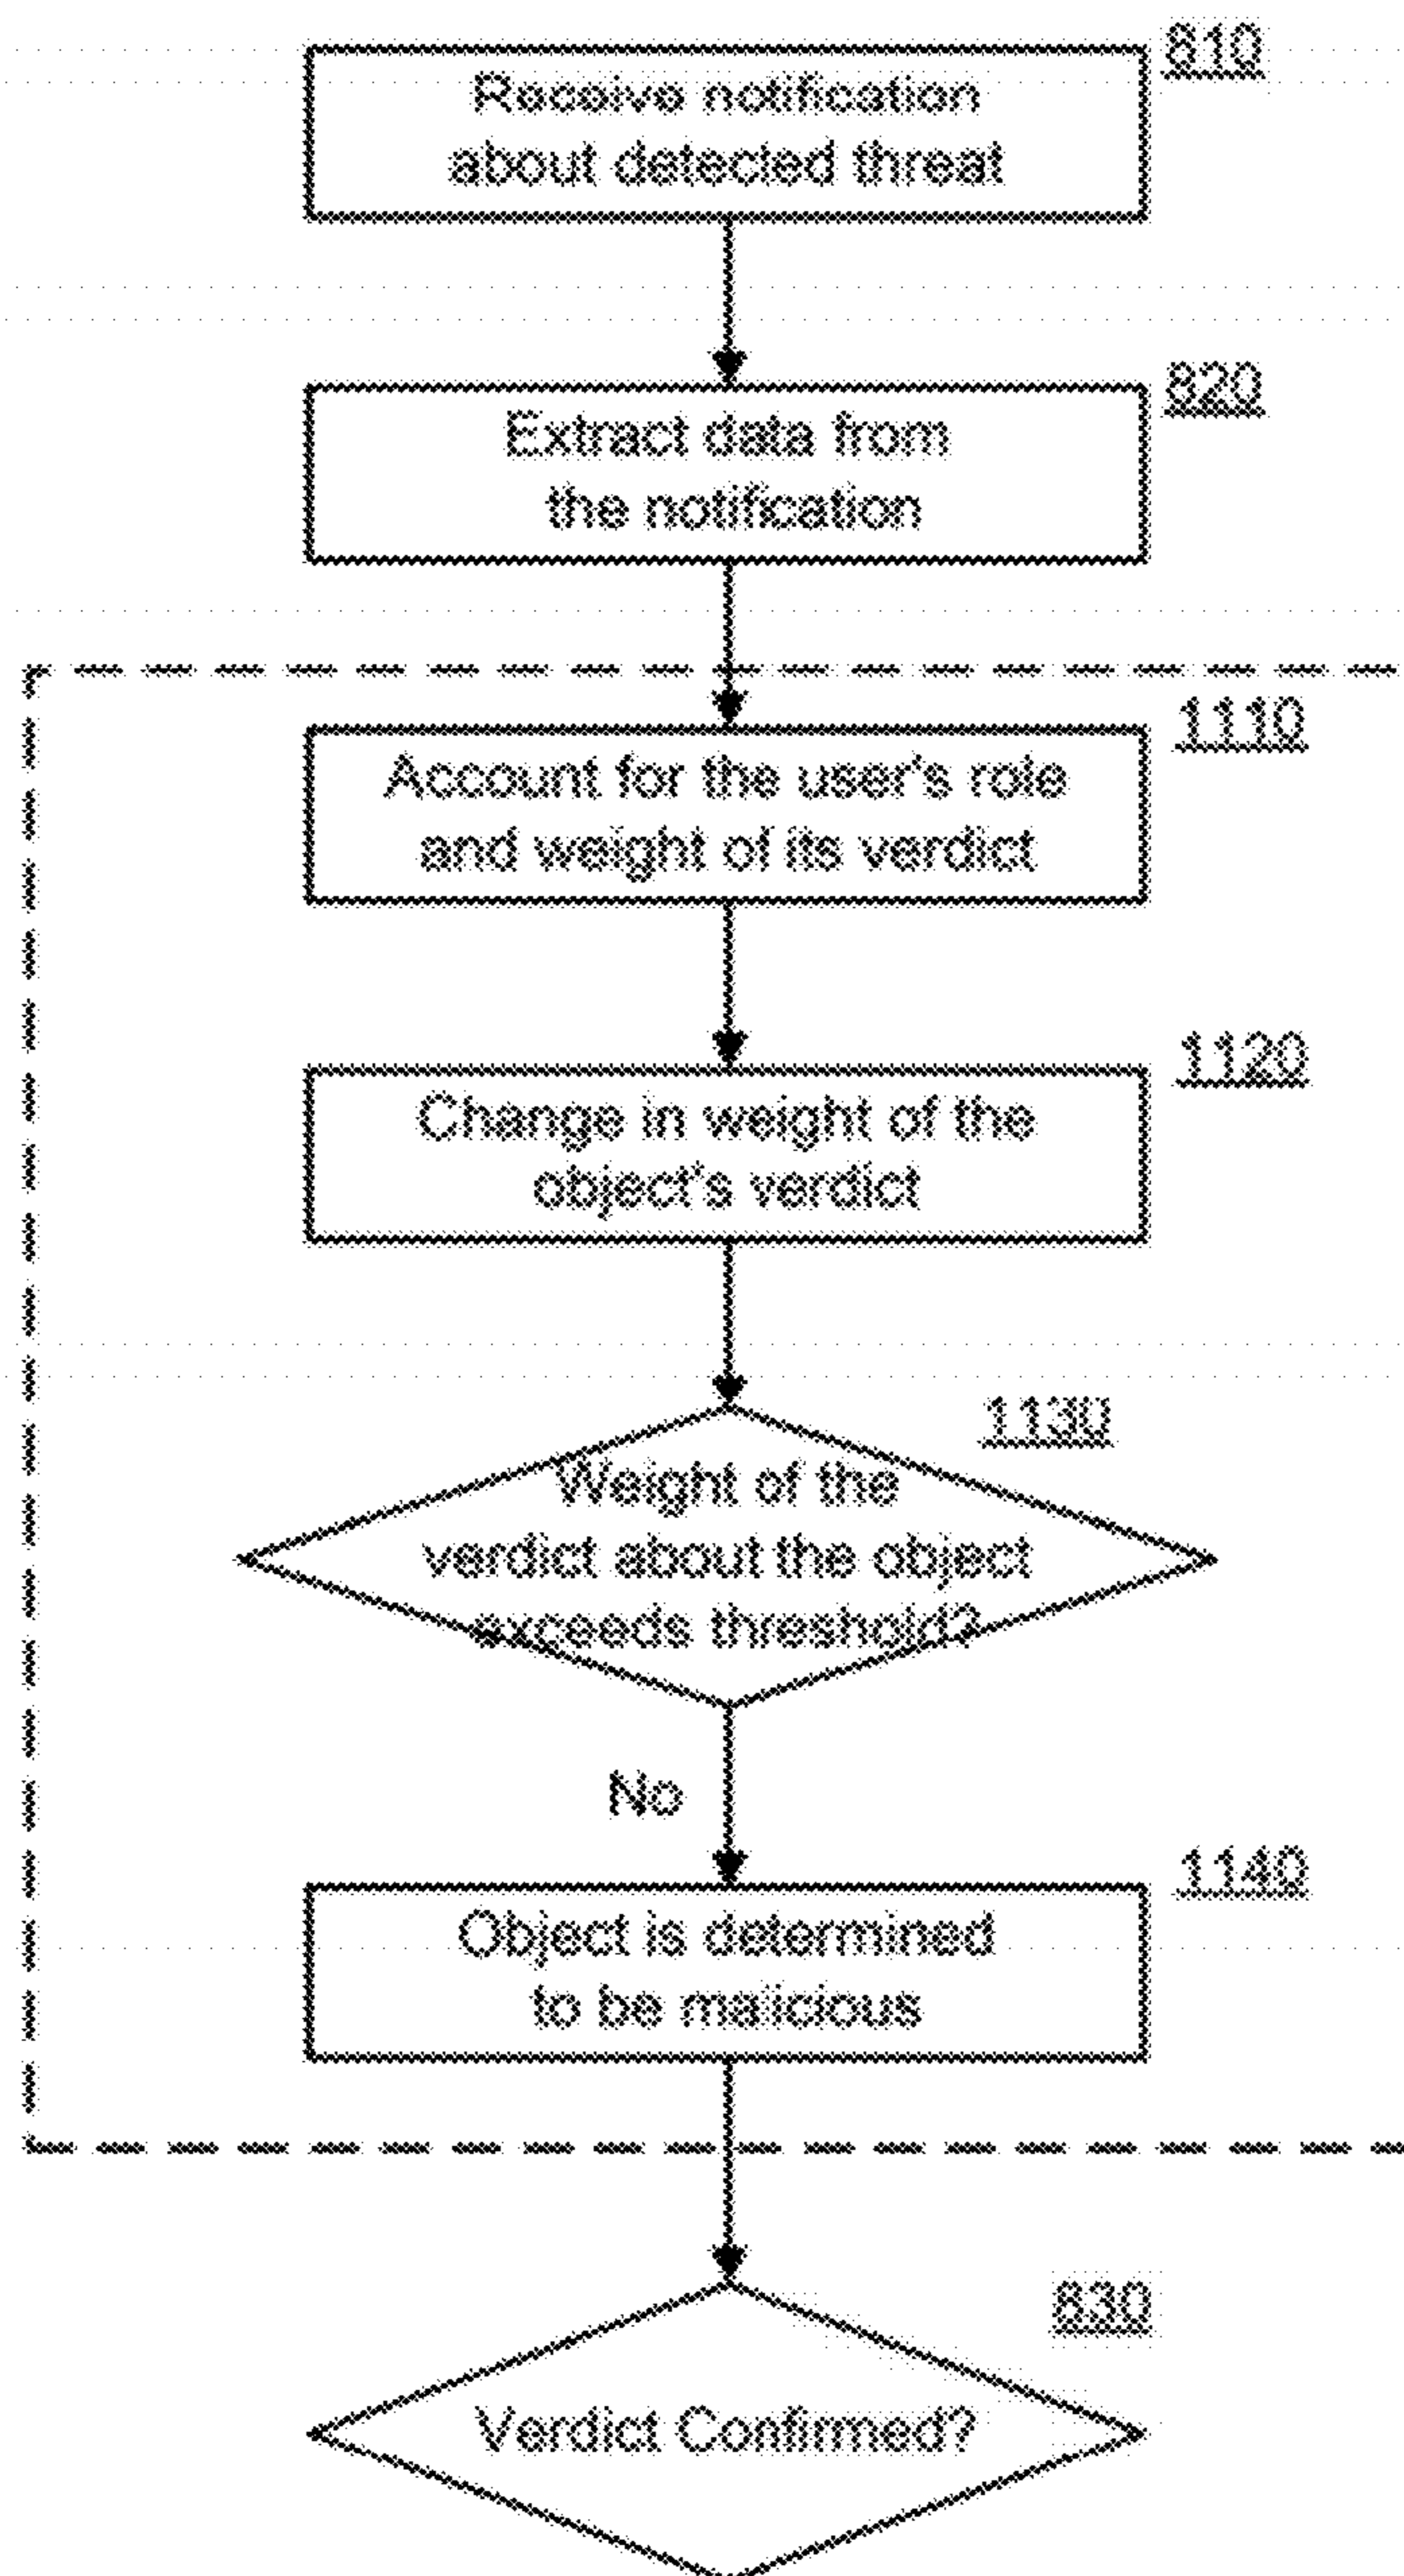 810
Receive notification
about detected threat
820
Extract data from
the notification
1110
Account for the user's role
and weight of its verdict
1120
Change in weight of the
object's verdict
1130
Weight of the
verdict about the object
exceeds threshold?
No
1140
Object is determined
to be malicious
830
Verdict Confirmed?